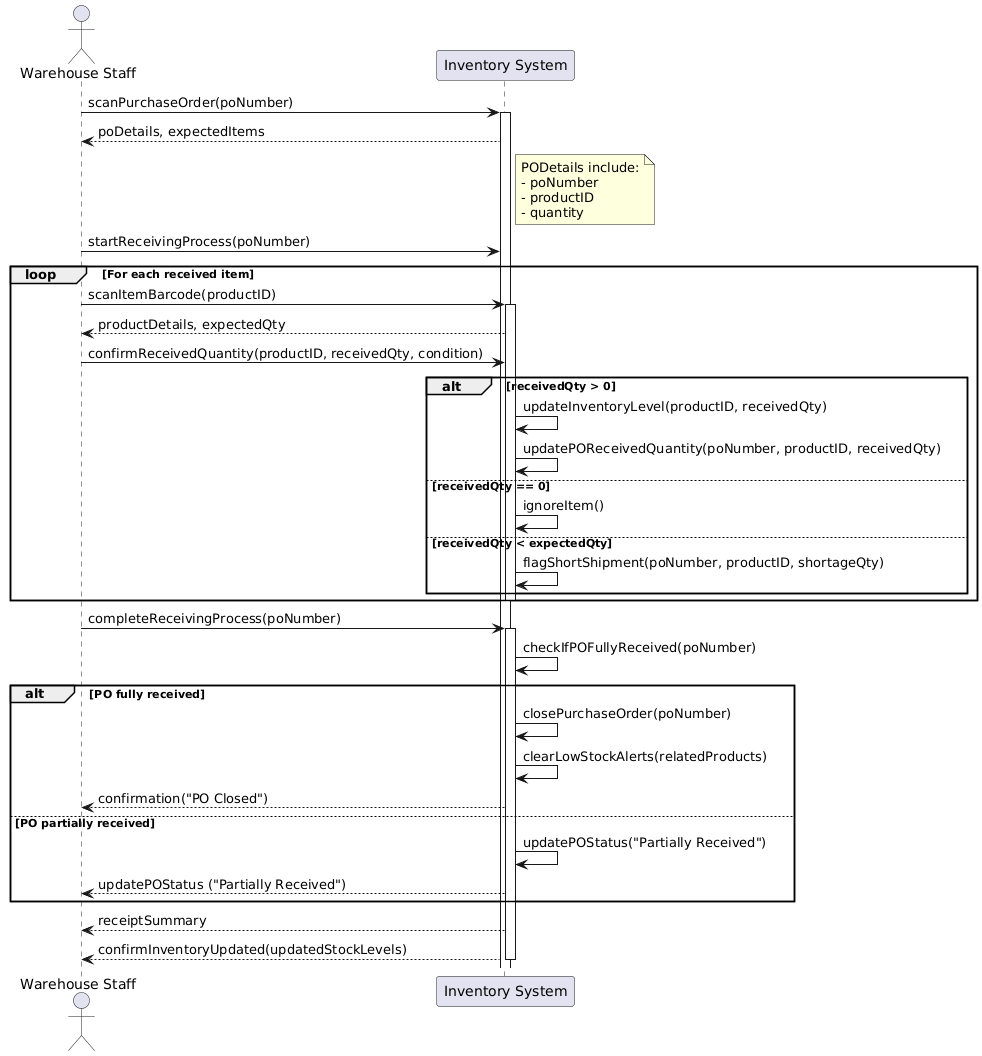 Warehouse Staff
Inventory System
scanPurchaseOrder(poNumber)
poDetails, expectedItems
PODetails include:
- poNumber
- productID
- quantity
startReceivingProcess(poNumber)
loop
[For each received item]
scanItemBarcode(productID)
productDetails, expectedQty
confirmReceivedQuantity(productID, receivedQty, condition)
alt
[receivedQty > 0]
updateInventoryLevel(productID, receivedQty)
updatePOReceivedQuantity(poNumber, productID, receivedQty)
[receivedQty == 0]
ignoreItem()
[receivedQty < expectedQty]
flagShortShipment(poNumber, productID, shortageQty)
completeReceivingProcess(poNumber)
checkIfPOFullyReceived(poNumber)
alt
[PO fully received]
closePurchaseOrder(poNumber)
clearLowStockAlerts(relatedProducts)
confirmation("PO Closed")
[PO partially received]
updatePOStatus("Partially Received")
updatePOStatus ("Partially Received")
receiptSummary
confirmInventoryUpdated(updatedStockLevels)
Warehouse Staff
Inventory System